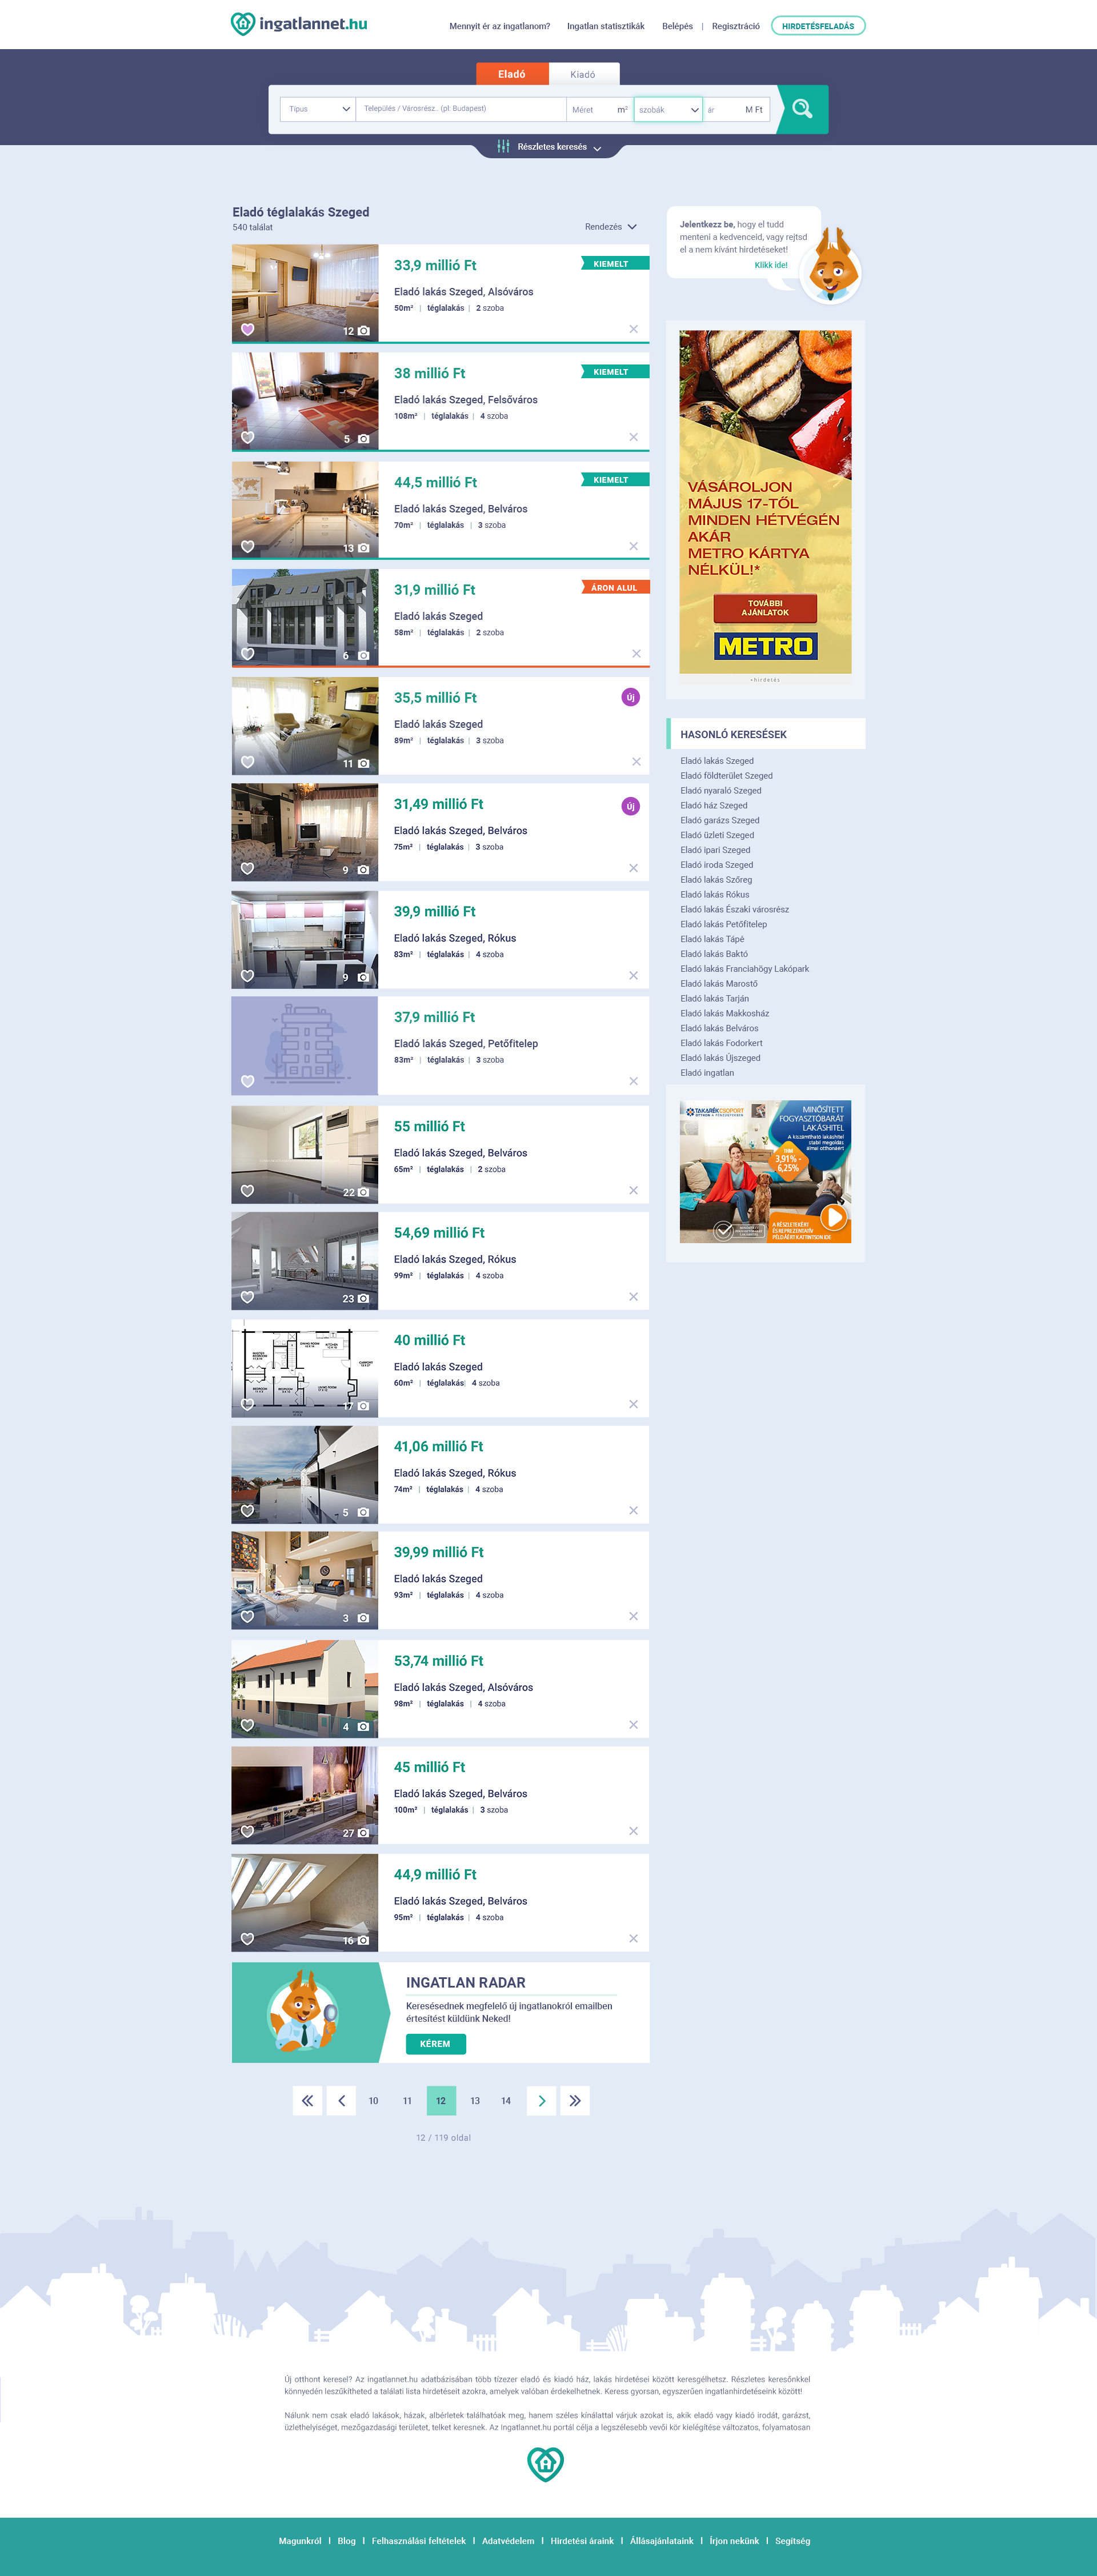 ingatlannet.hu
Mennyit ér az ingatlanom? Ingatlan statisztikák Belépés | Regisztráció HIRDETÉSFELADÁS
Eladó Kiadó
Típus Település / Városrész.. (pl: Budapest) Méret m² szobák ár M Ft
Részletes keresés
Eladó téglalakás Szeged
540 találat
Rendezés
33,9 millió Ft
KIEMELT
Eladó lakás Szeged, Alsóváros
50m² | téglalakás | 2 szoba
12
38 millió Ft
KIEMELT
Eladó lakás Szeged, Felsőváros
108m² | téglalakás | 4 szoba
5
44,5 millió Ft
KIEMELT
Eladó lakás Szeged, Belváros
70m² | téglalakás | 3 szoba
13
31,9 millió Ft
ÁRON ALUL
Eladó lakás Szeged
58m² | téglalakás | 2 szoba
6
35,5 millió Ft
Új
Eladó lakás Szeged
89m² | téglalakás | 3 szoba
11
31,49 millió Ft
Új
Eladó lakás Szeged, Belváros
75m² | téglalakás | 3 szoba
9
39,9 millió Ft
Eladó lakás Szeged, Rókus
83m² | téglalakás | 4 szoba
9
37,9 millió Ft
Eladó lakás Szeged, Petőfitelep
83m² | téglalakás | 3 szoba
55 millió Ft
Eladó lakás Szeged, Belváros
65m² | téglalakás | 2 szoba
22
54,69 millió Ft
Eladó lakás Szeged, Rókus
99m² | téglalakás | 4 szoba
23
40 millió Ft
Eladó lakás Szeged
60m² | téglalakás | 4 szoba
17
41,06 millió Ft
Eladó lakás Szeged, Rókus
74m² | téglalakás | 4 szoba
5
39,99 millió Ft
Eladó lakás Szeged
93m² | téglalakás | 4 szoba
3
53,74 millió Ft
Eladó lakás Szeged, Alsóváros
98m² | téglalakás | 4 szoba
4
45 millió Ft
Eladó lakás Szeged, Belváros
100m² | téglalakás | 3 szoba
27
44,9 millió Ft
Eladó lakás Szeged, Belváros
95m² | téglalakás | 4 szoba
16
INGATLAN RADAR
Keresésednek megfelelő új ingatlanokról emailben
értesítést küldünk Neked!
KÉREM
10 11 12 13 14
12 / 119 oldal
Jelentkezz be, hogy el tudd
menteni a kedvenceid, vagy rejtsd
el a nem kívánt hirdetéseket!
Klikk ide!
VÁSÁROLJON
MÁJUS 17-TŐL
MINDEN HÉTVÉGÉN
AKÁR
METRO KÁRTYA
NÉLKÜL!*
TOVÁBBI
AJÁNLATOK
METRO
hirdetés
HASONLÓ KERESÉSEK
Eladó lakás Szeged
Eladó földterület Szeged
Eladó nyaraló Szeged
Eladó ház Szeged
Eladó garázs Szeged
Eladó üzleti Szeged
Eladó ipari Szeged
Eladó iroda Szeged
Eladó lakás Szőreg
Eladó lakás Rókus
Eladó lakás Északi városrész
Eladó lakás Petőfitelep
Eladó lakás Tápé
Eladó lakás Baktó
Eladó lakás Franciahögy Lakópark
Eladó lakás Marostő
Eladó lakás Tarján
Eladó lakás Makkosház
Eladó lakás Belváros
Eladó lakás Fodorkert
Eladó lakás Újszeged
Eladó ingatlan
TAKARÉKCSOPORT
OTTHON A PÉNZÜGYEKBEN
MINŐSÍTETT
FOGYASZTÓBARÁT
LAKÁSHITEL
A kiszámítható lakáshitel
stabil megoldás
álmai otthonáért
THM
3,91% -
6,25%
A RÉSZLETEKÉRT
ÉS REPREZENTATÍV
PÉLDÁÉRT KATTINTSON IDE
Új otthont keresel? Az ingatlannet.hu adatbázisában több tízezer eladó és kiadó ház, lakás hirdetései között keresgélhetsz. Részletes keresőnkkel
könnyedén leszűkítheted a találati lista hirdetéseit azokra, amelyek valóban érdekelhetnek. Keress gyorsan, egyszerűen ingatlanhirdetéseink között!
Nálunk nem csak eladó lakások, házak, albérletek találhatóak meg, hanem széles kínálattal várjuk azokat is, akik eladó vagy kiadó irodát, garázst,
üzlethelyiséget, mezőgazdasági területet, telket keresnek. Az Ingatlannet.hu portál célja a legszélesebb vevői kör kielégítése változatos, folyamatosan
Magunkról | Blog | Felhasználási feltételek | Adatvédelem | Hirdetési áraink | Állásajánlataink | Írjon nekünk | Segítség